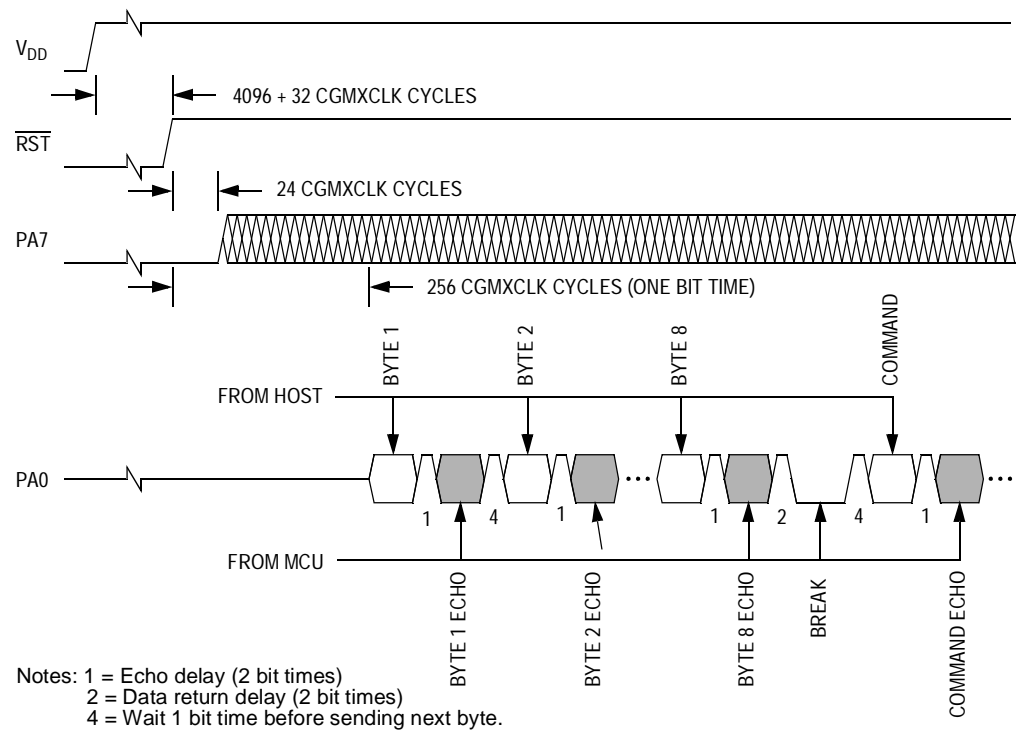 VDD
4096 + 32 CGMXCLK CYCLES
RST
24 CGMXCLK CYCLES
PA7
256 CGMXCLK CYCLES (ONE BIT TIME)
BYTE 1
BYTE 2
BYTE 8
COMMAND
FROM HOST
PA0
1 4 1 1 2 4 1
FROM MCU
BYTE 1 ECHO
BYTE 2 ECHO
BYTE 8 ECHO
BREAK
COMMAND ECHO
Notes: 1 = Echo delay (2 bit times)
2 = Data return delay (2 bit times)
4 = Wait 1 bit time before sending next byte.